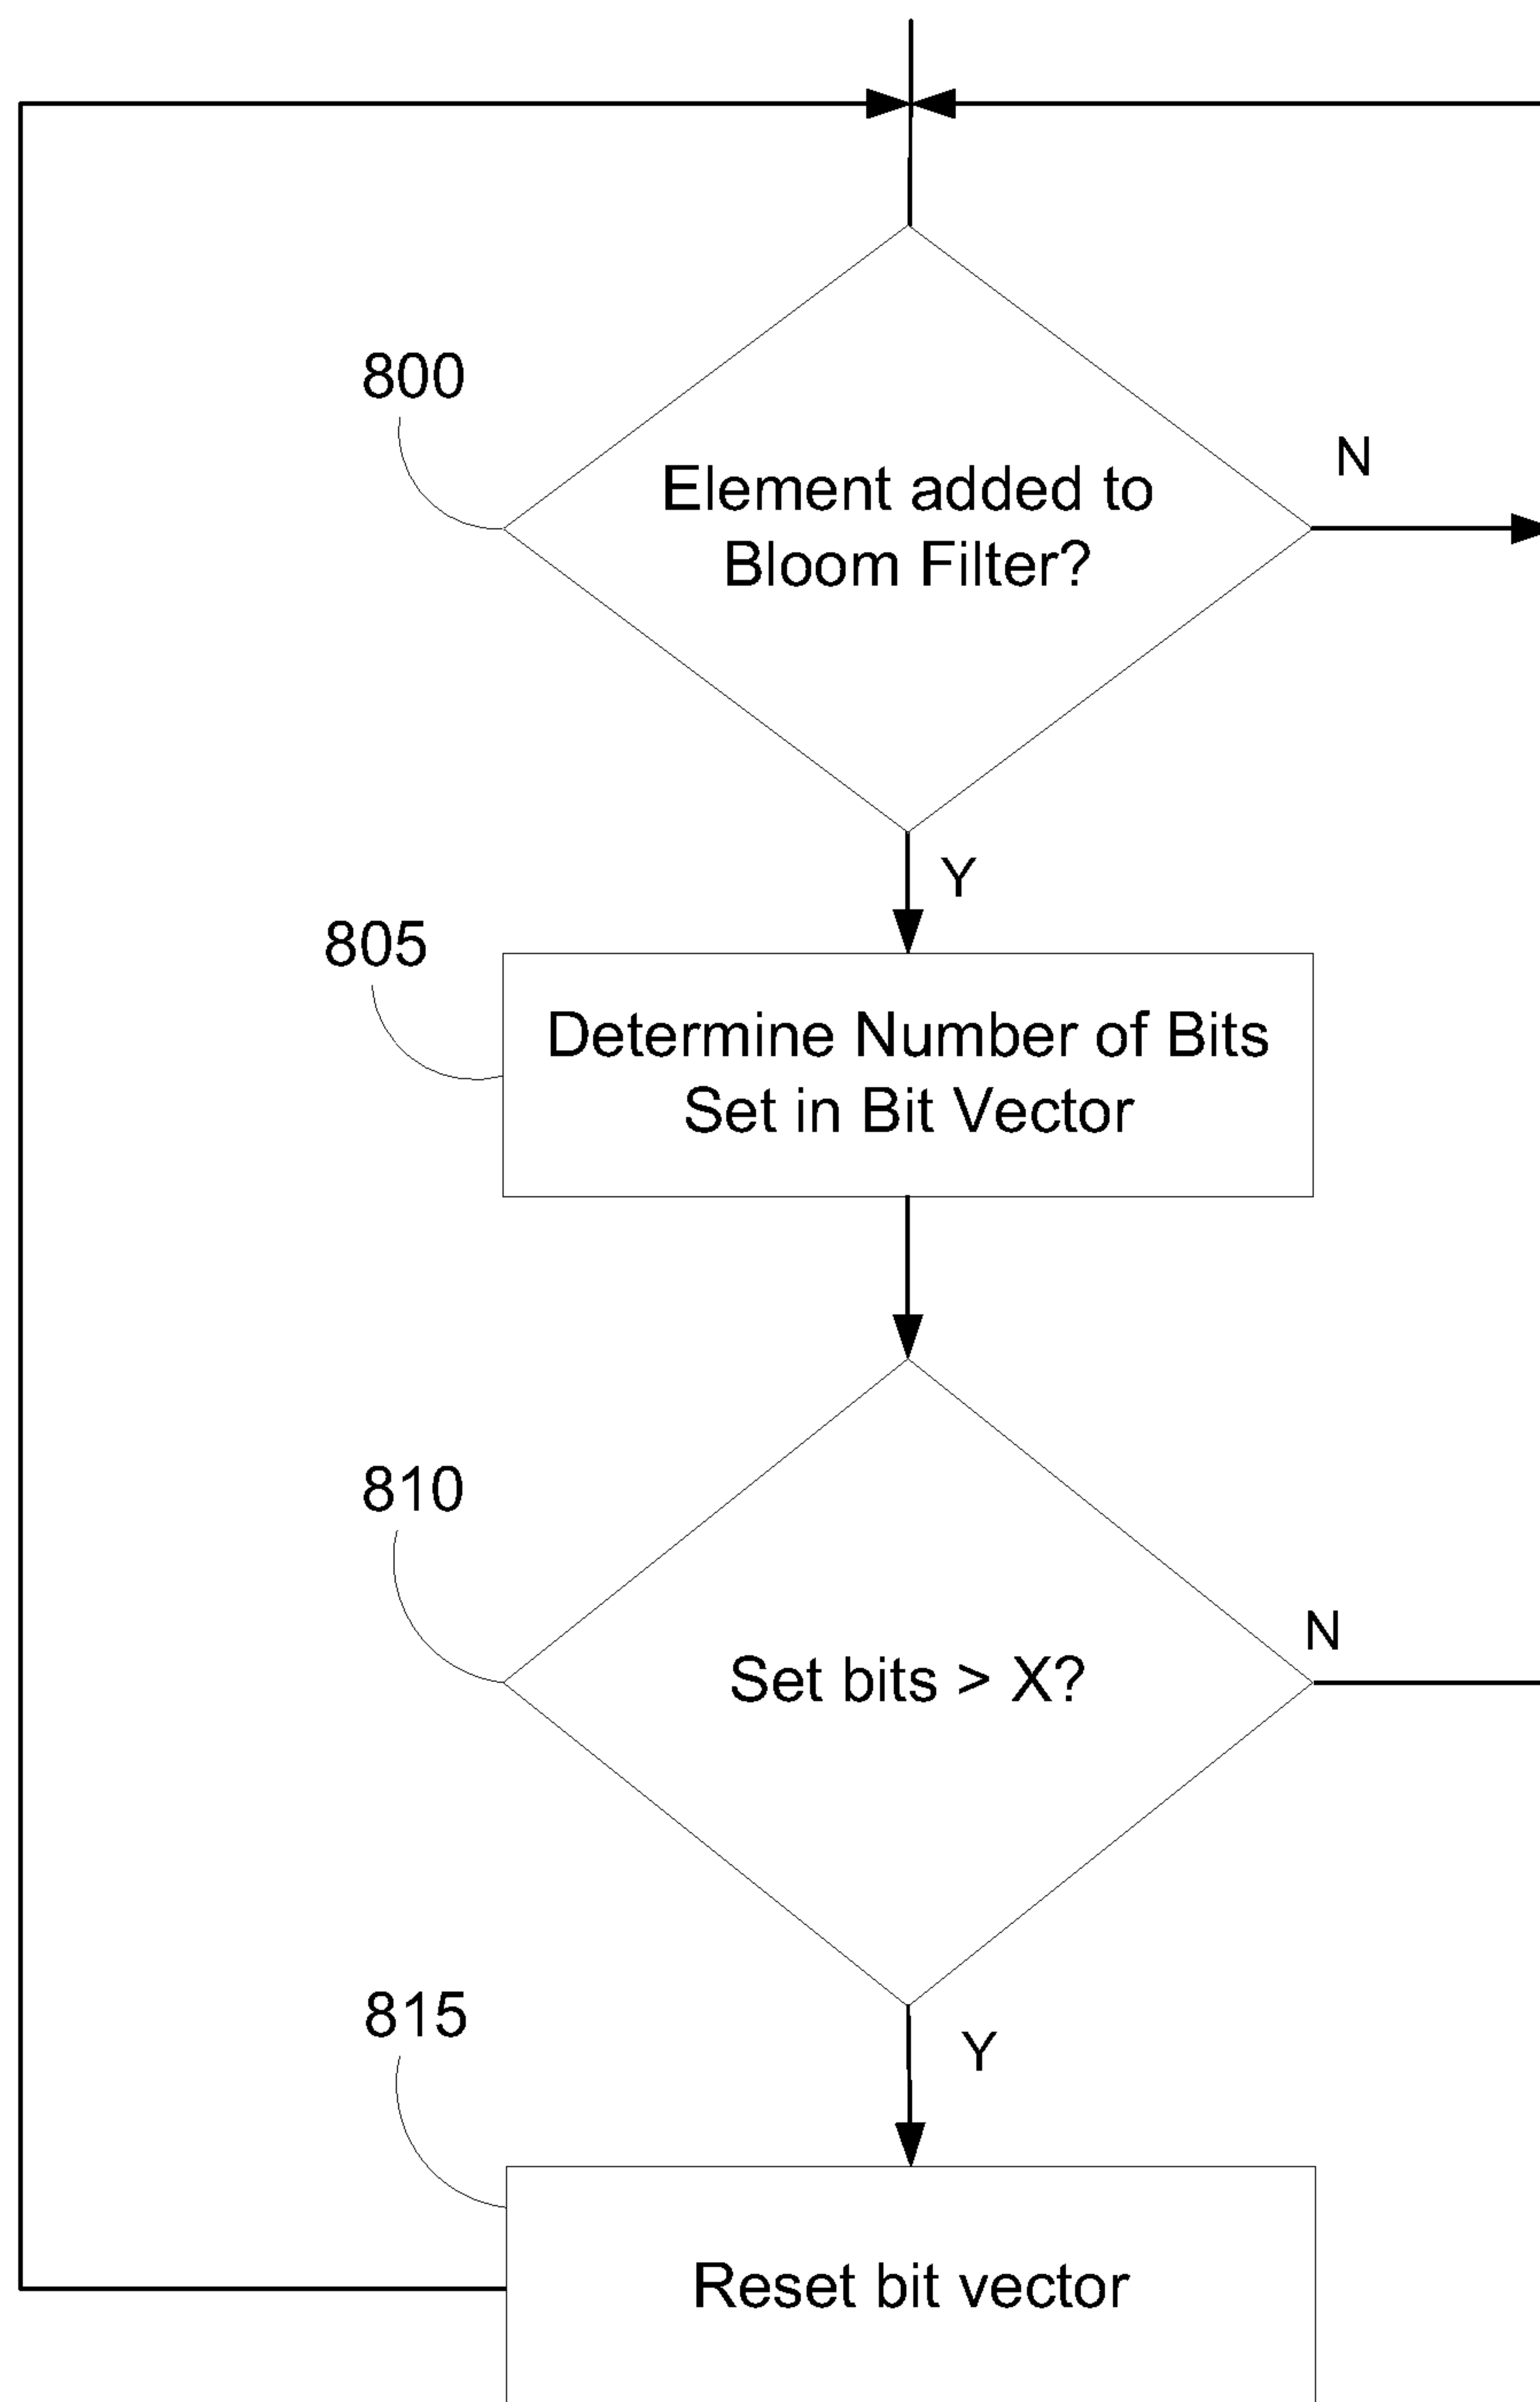 800
Element added to
Bloom Filter?
N
Y
805
Determine Number of Bits
Set in Bit Vector
810
Set bits > X?
N
815
Y
Reset bit vector